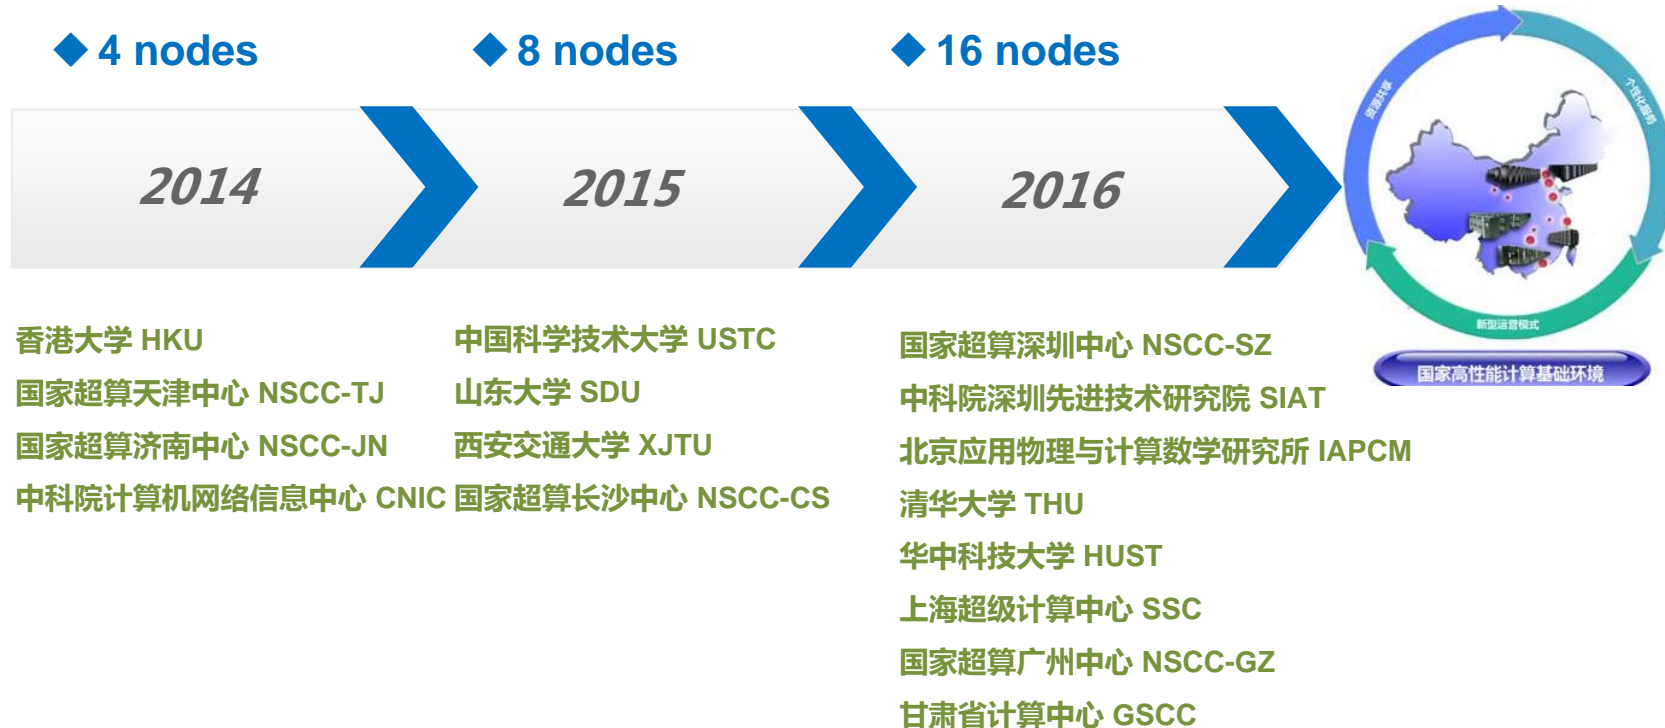 ◆ 4 nodes
◆ 8 nodes
◆ 16 nodes
2014
2015
2016
资源共享
个性化服务
新型运营模式
国家高性能计算基础环境
香港大学 HKU
国家超算天津中心 NSCC-TJ
国家超算济南中心 NSCC-JN
中科院计算机网络信息中心 CNIC
中国科学技术大学 USTC
山东大学 SDU
西安交通大学 XJTU
国家超算长沙中心 NSCC-CS
国家超算深圳中心 NSCC-SZ
中科院深圳先进技术研究院 SIAT
北京应用物理与计算数学研究所 IAPCM
清华大学 THU
华中科技大学 HUST
上海超级计算中心 SSC
国家超算广州中心 NSCC-GZ
甘肃省计算中心 GSCC